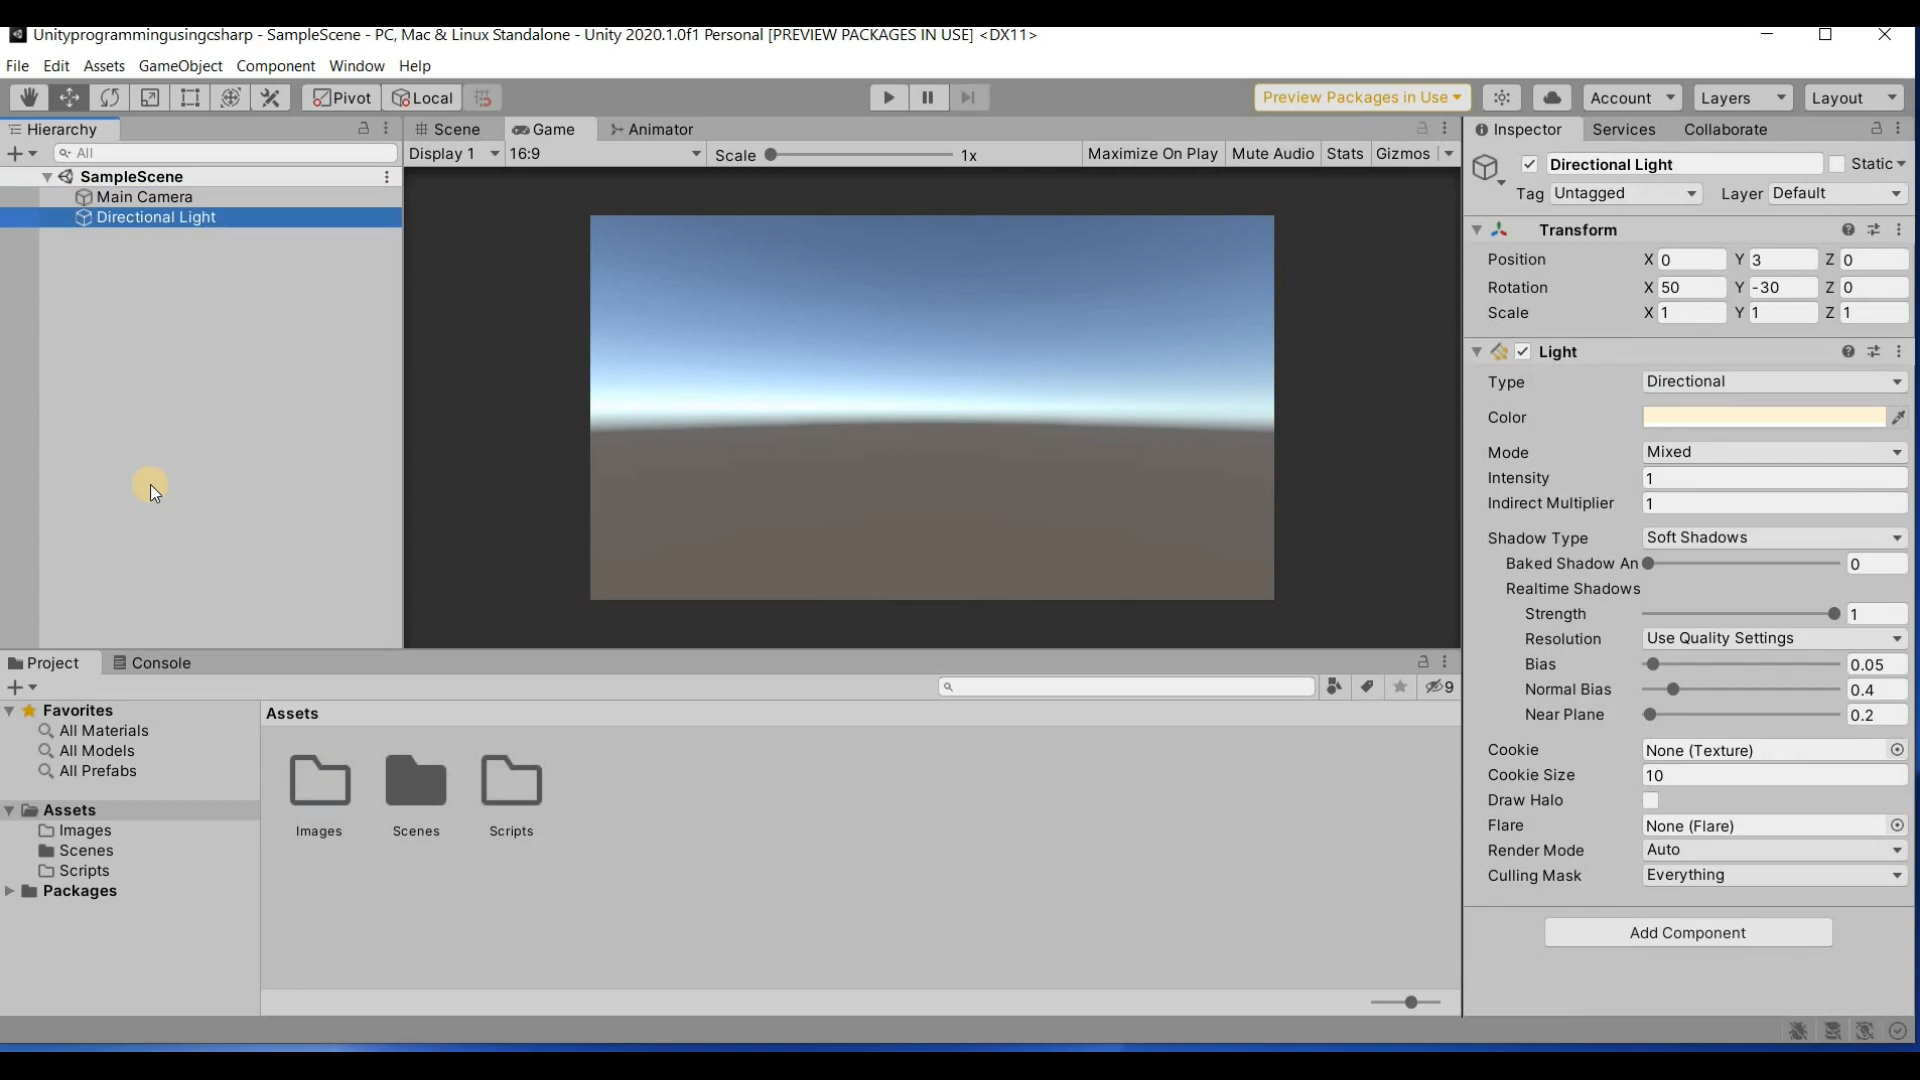 Unityprogrammingusingcsharp - SampleScene - PC, Mac & Linux Standalone - Unity 2020.1.0f1 Personal [PREVIEW PACKAGES IN USE] <DX11>
File Edit Assets GameObject Component Window Help
Pivot Local Preview Packages in Use Account Layers Layout
Hierarchy Scene Game Animator Inspector Services Collaborate
All Display 1 16:9 Scale 1x Maximize On Play Mute Audio Stats Gizmos
SampleScene
Main Camera
Directional Light
Directional Light Static
Tag Untagged Layer Default
Transform
Position X 0 Y 3 Z 0
Rotation X 50 Y -30 Z 0
Scale X 1 Y 1 Z 1
Light
Type Directional
Color
Mode Mixed
Intensity 1
Indirect Multiplier 1
Shadow Type Soft Shadows
Baked Shadow An 0
Realtime Shadows
Strength 1
Resolution Use Quality Settings
Bias 0.05
Normal Bias 0.4
Near Plane 0.2
Cookie None (Texture)
Cookie Size 10
Draw Halo
Flare None (Flare)
Render Mode Auto
Culling Mask Everything
Add Component
Project Console
9
Favorites
All Materials
All Models
All Prefabs
Assets
Images
Scenes
Scripts
Packages
Assets
Images Scenes Scripts